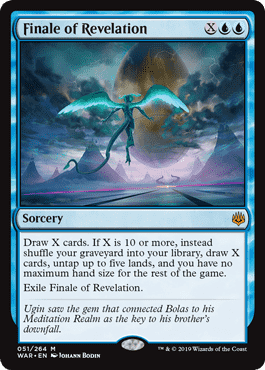 Finale of Revelation XUU
Sorcery
Draw X cards. If X is 10 or more, instead
shuffle your graveyard into your library, draw X
cards, untap up to five lands, and you have no
maximum hand size for the rest of the game.
Exile Finale of Revelation.
Ugin saw the gem that connected Bolas to his
Meditation Realm as the key to his brother's
downfall.
051/264 M
WAR • EN Johann Bodin
™ & © 2019 Wizards of the Coast